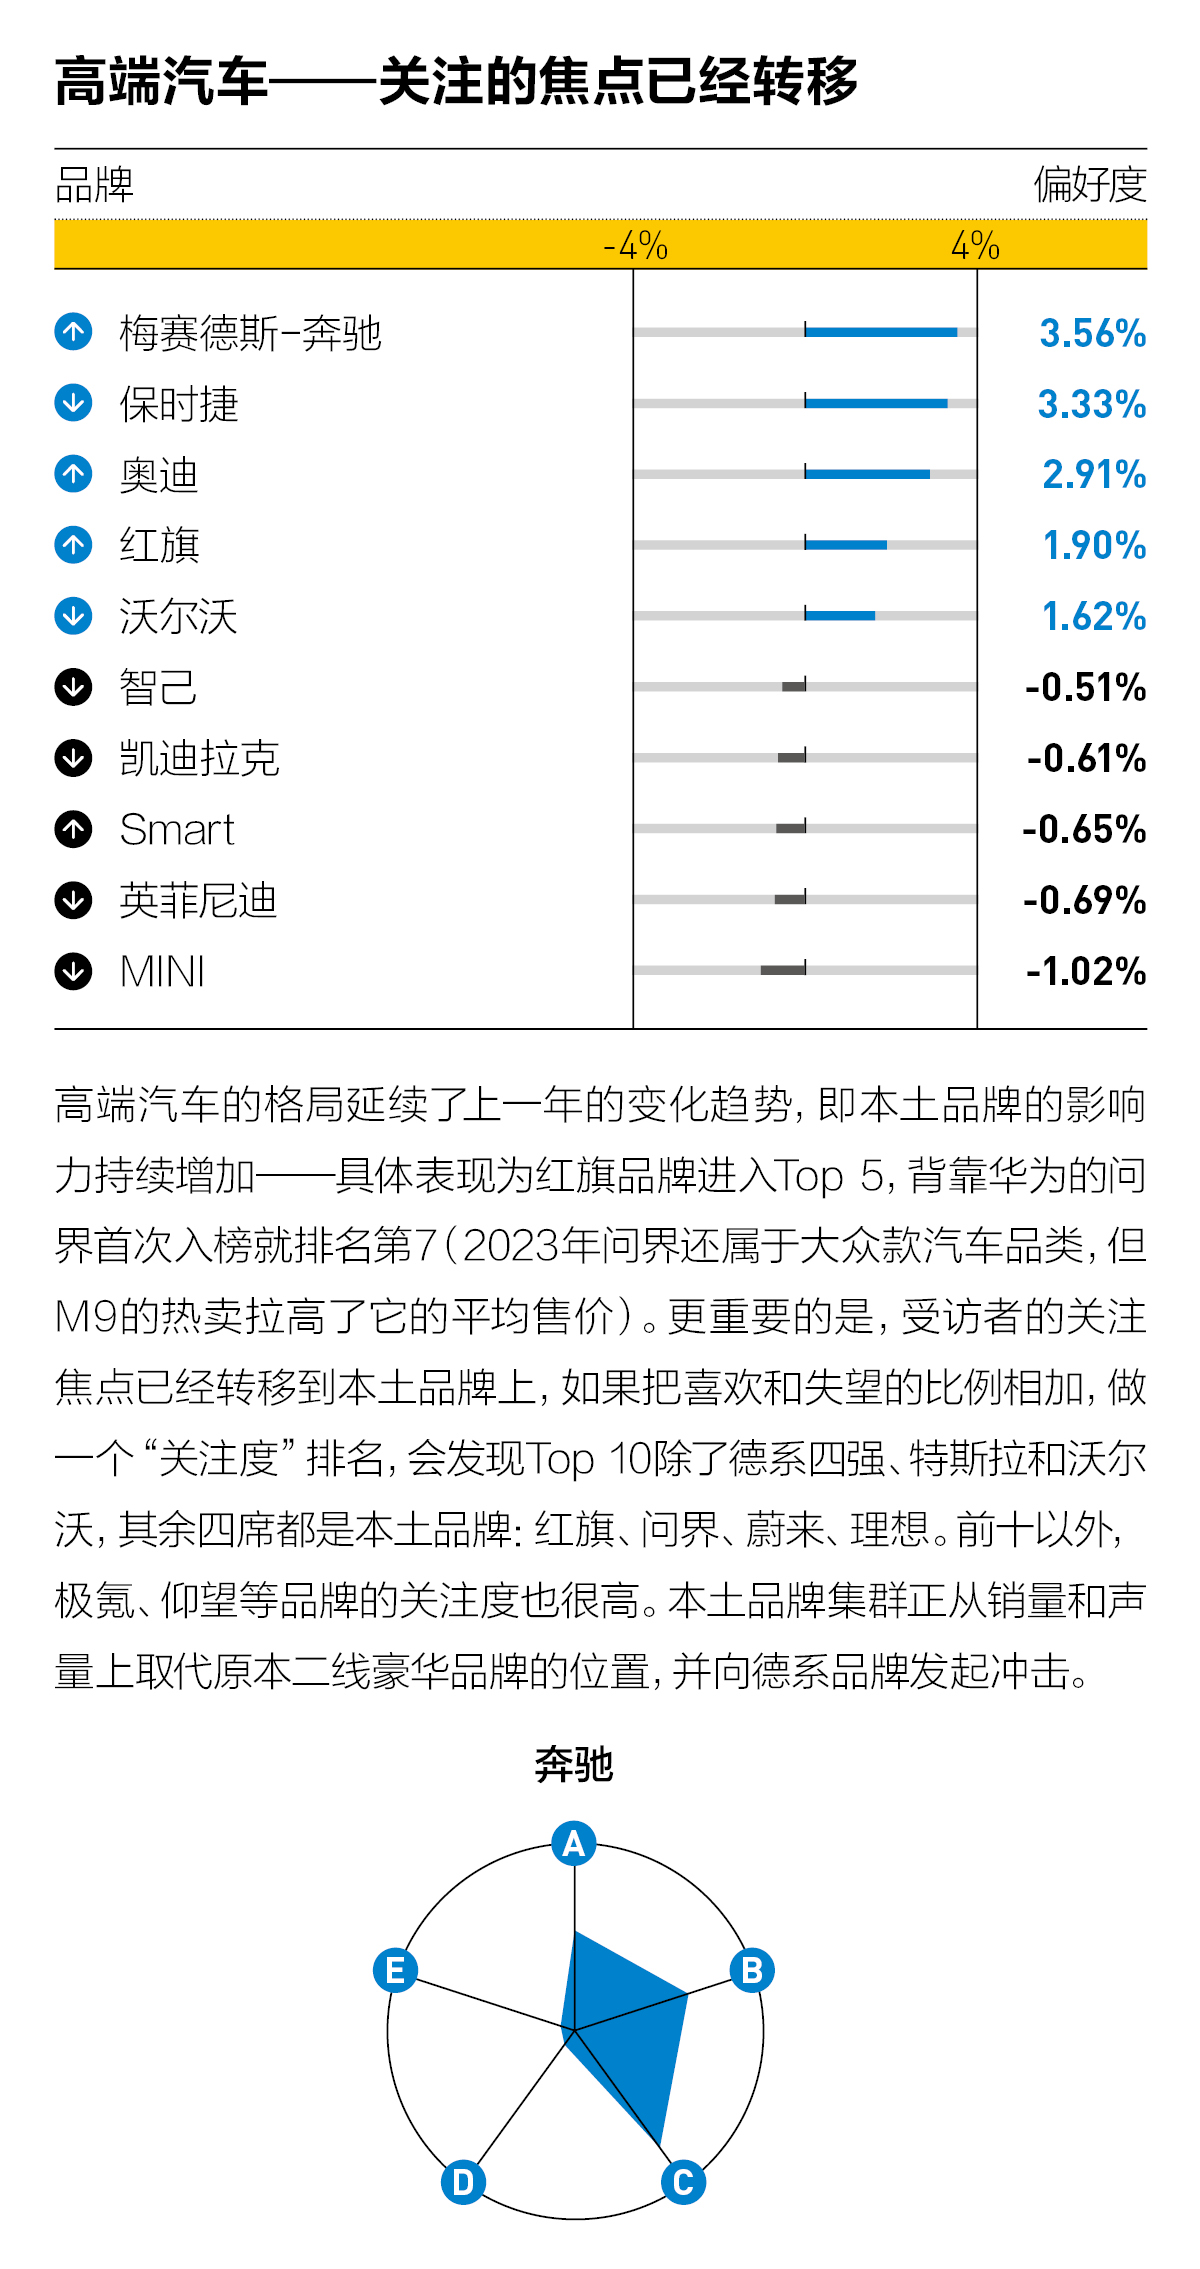 高端汽车——关注的焦点已经转移
品牌 偏好度
-4% 4%
梅赛德斯-奔驰 3.56%
保时捷 3.33%
奥迪 2.91%
红旗 1.90%
沃尔沃 1.62%
智己 -0.51%
凯迪拉克 -0.61%
Smart -0.65%
英菲尼迪 -0.69%
MINI -1.02%
高端汽车的格局延续了上一年的变化趋势，即本土品牌的影响
力持续增加——具体表现为红旗品牌进入Top 5，背靠华为的问
界首次入榜就排名第7（2023年问界还属于大众款汽车品类，但
M9的热卖拉高了它的平均售价）。更重要的是，受访者的关注
焦点已经转移到本土品牌上，如果把喜欢和失望的比例相加，做
一个“关注度”排名，会发现Top 10除了德系四强、特斯拉和沃尔
沃，其余四席都是本土品牌：红旗、问界、蔚来、理想。前十以外，
极氪、仰望等品牌的关注度也很高。本土品牌集群正从销量和声
量上取代原本二线豪华品牌的位置，并向德系品牌发起冲击。
奔驰
A
E B
D C